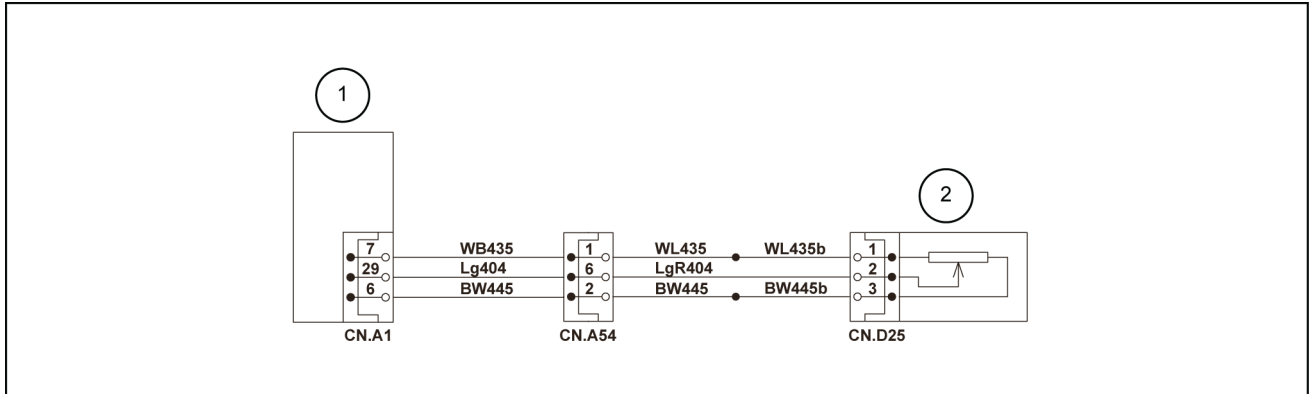 1
2
7 WB435 1 WL435 WL435b 1
29 Lg404 6 LgR404 2
6 BW445 2 BW445 BW445b 3
CN.A1 CN.A54 CN.D25